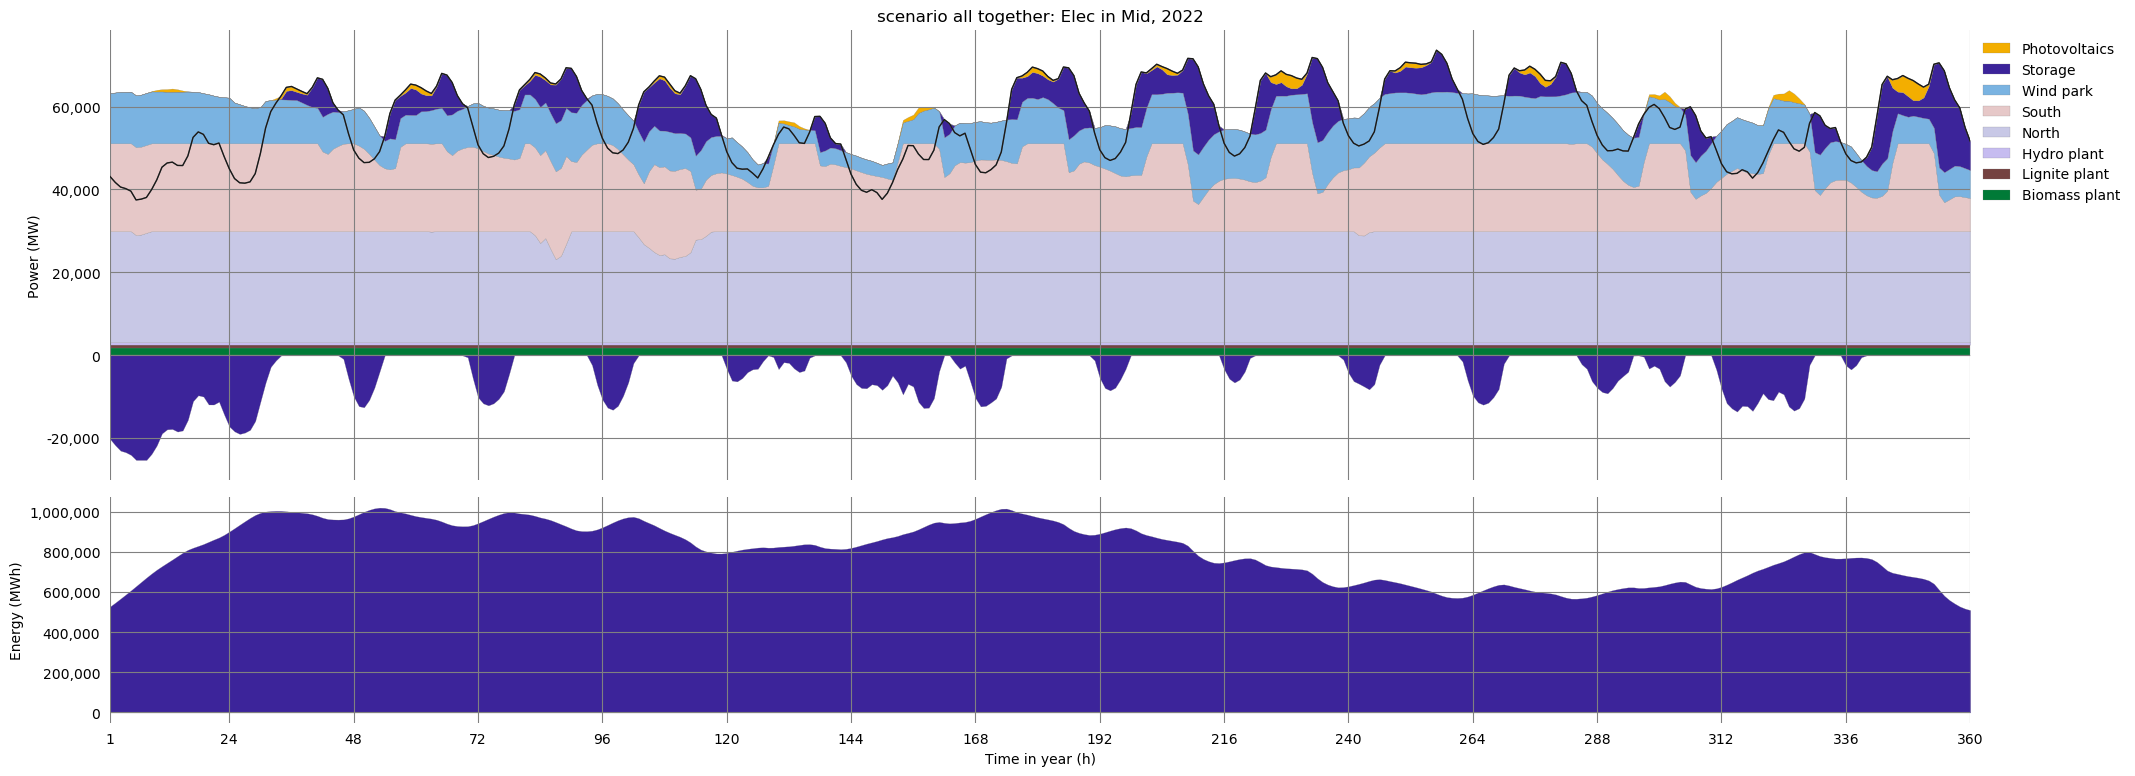 scenario all together: Elec in Mid, 2022
Photovoltaics
Storage
Wind park
South
North
Hydro plant
Lignite plant
Biomass plant
Power (MW)
60,000
40,000
20,000
0
-20,000
Energy (MWh)
1,000,000
800,000
600,000
400,000
200,000
0
1 24 48 72 96 120 144 168 192 216 240 264 288 312 336 360
Time in year (h)